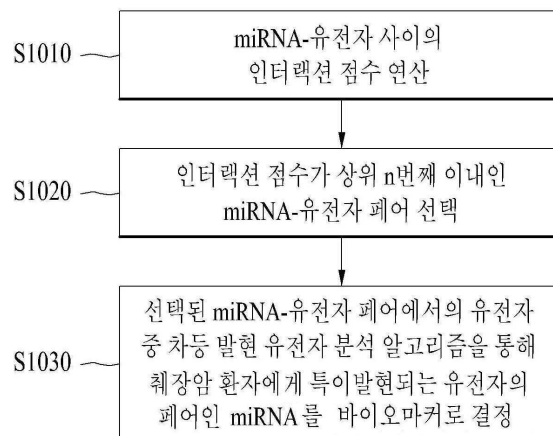 S1010
miRNA-유전자 사이의
인터랙션 점수 연산
S1020
인터랙션 점수가 상위 n번째 이내인
miRNA-유전자 페어 선택
S1030
선택된 miRNA-유전자 페어에서의 유전자
중 차등 발현 유전자 분석 알고리즘을 통해
췌장암 환자에게 특이발현되는 유전자의
페어인 miRNA 를 바이오마커로 결정